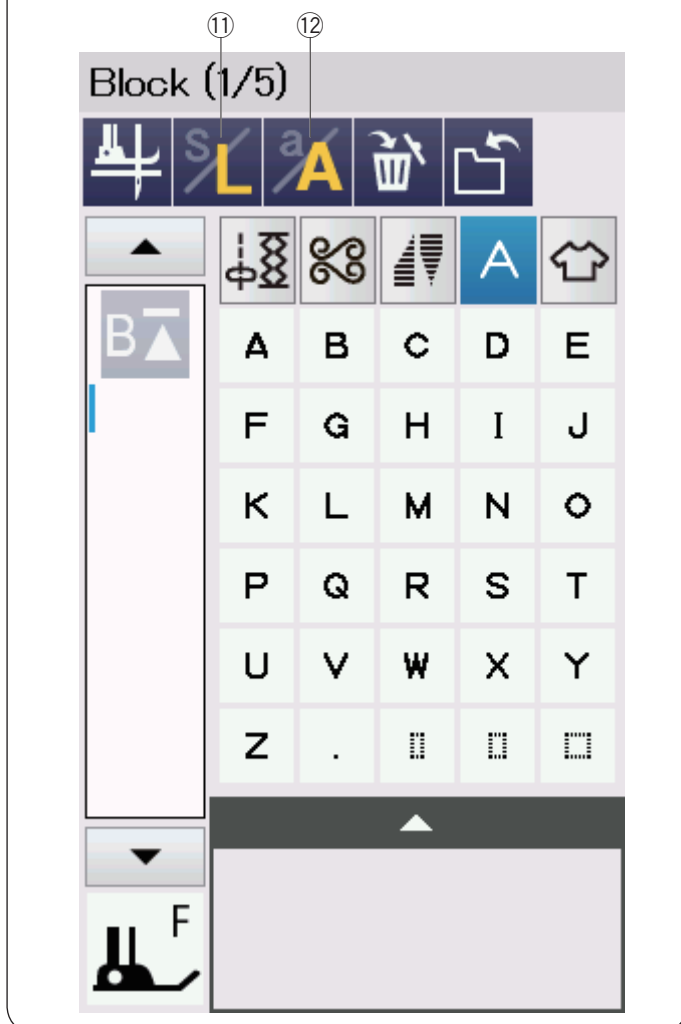 ⑪ ⑫
Block (1/5)
S/L a/A
A
B
A B C D E
F G H I J
K L M N O
P Q R S T
U V W X Y
Z .
F